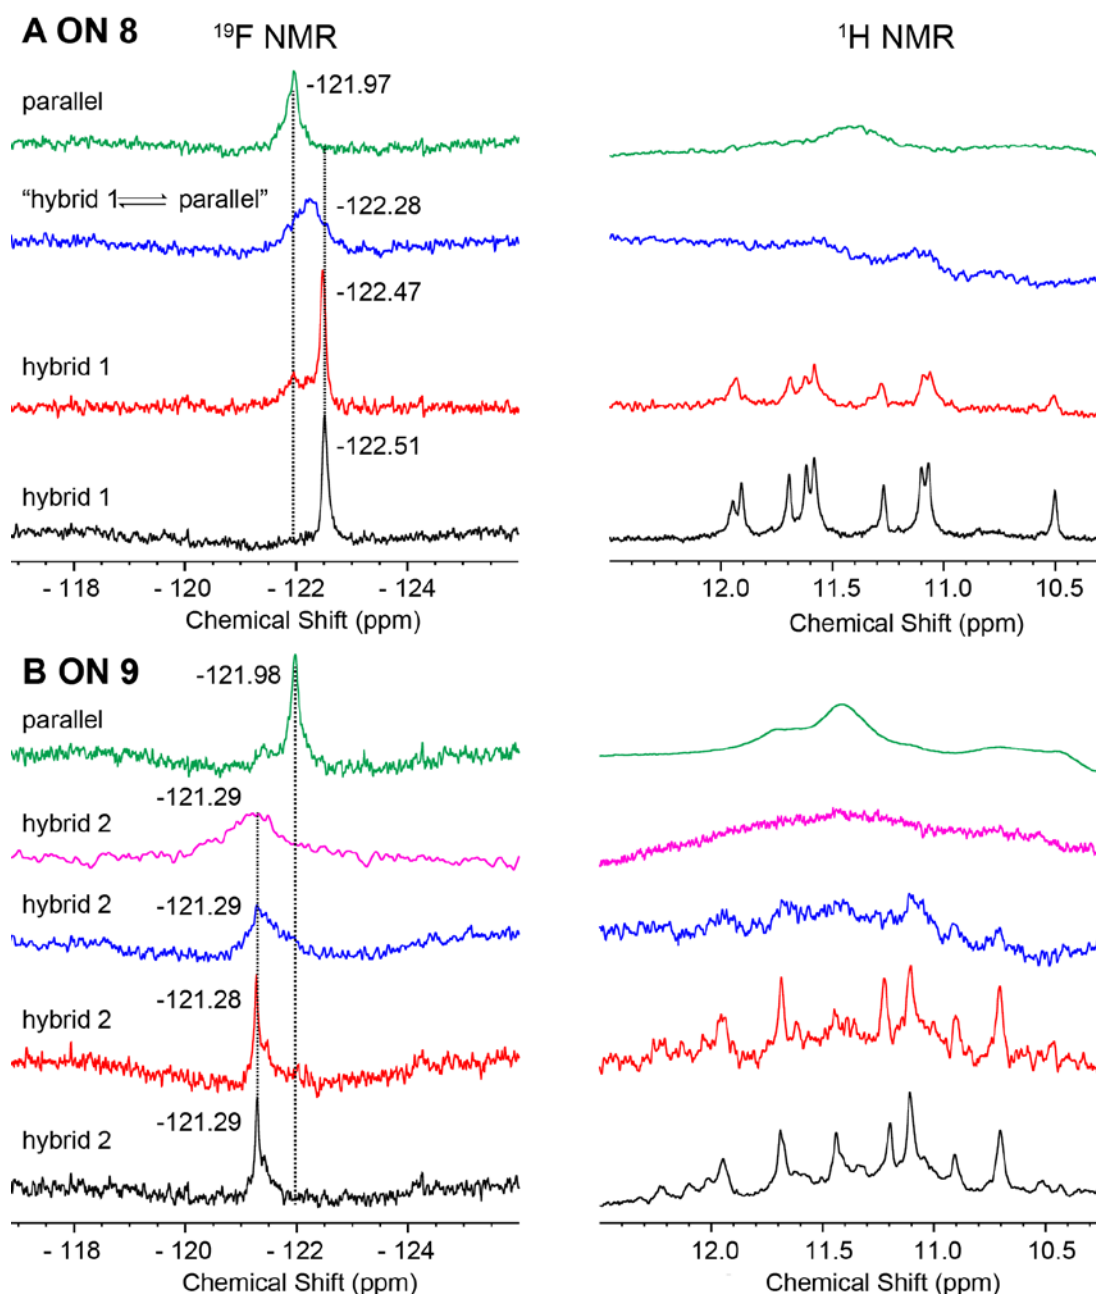 A ON 8
19F NMR
1H NMR
parallel
-121.97
“hybrid 1 ⇌ parallel”
-122.28
-122.47
hybrid 1
-122.51
hybrid 1
- 118 - 120 - 122 - 124
12.0 11.5 11.0 10.5
Chemical Shift (ppm)
Chemical Shift (ppm)
B ON 9
-121.98
parallel
-121.29
hybrid 2
hybrid 2 -121.29
-121.28
hybrid 2
hybrid 2 -121.29
- 118 - 120 - 122 - 124
12.0 11.5 11.0 10.5
Chemical Shift (ppm)
Chemical Shift (ppm)